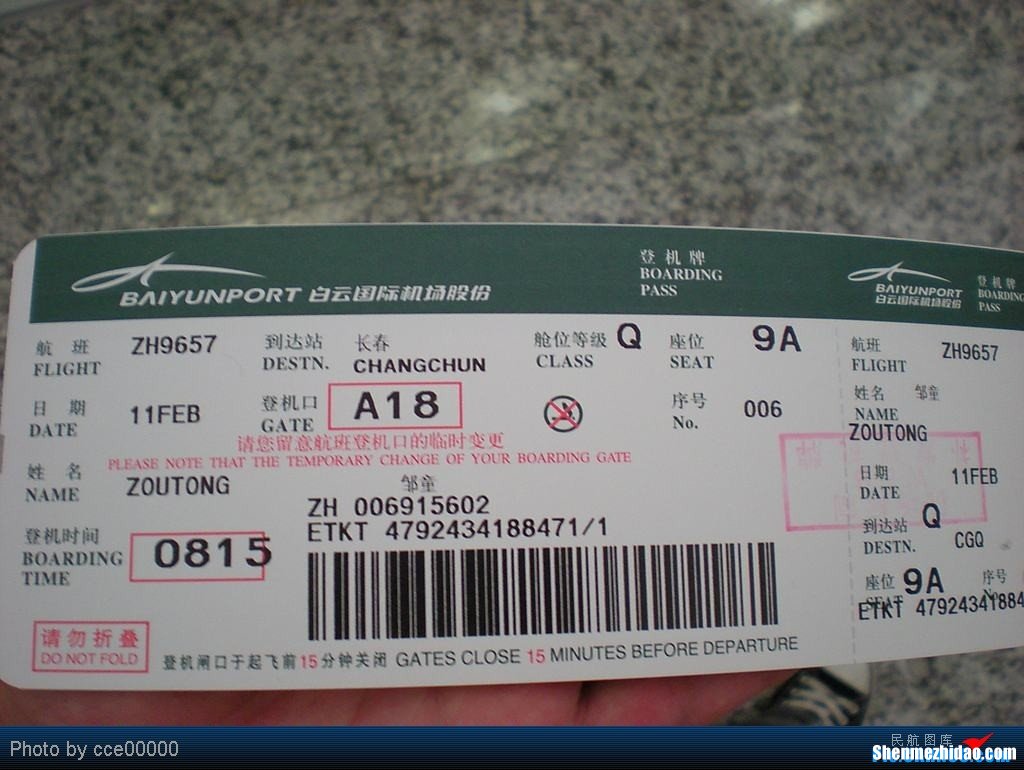 BAIYUNPORT 白云国际机场股份
登机牌
BOARDING
PASS
航班 ZH9657
FLIGHT
到达站 长春
DESTN. CHANGCHUN
舱位等级 Q
CLASS
座位 9A
SEAT
日期 11FEB
DATE
登机口 A18
GATE
序号 006
No.
请您留意航班登机口的临时变更
PLEASE NOTE THAT THE TEMPORARY CHANGE OF YOUR BOARDING GATE
姓名 ZOUTONG
NAME
邹童
ZH 006915602
ETKT 4792434188471/1
登机时间 0815
BOARDING
TIME
请勿折叠
DO NOT FOLD
登机闸口于起飞前15分钟关闭 GATES CLOSE 15 MINUTES BEFORE DEPARTURE
BAIYUNPORT
白云国际机场股份
登机牌
BOARDING
PASS
航班 ZH9657
FLIGHT
姓名 邹童
NAME
ZOUTONG
日期 11FEB
DATE
到达站 Q
DESTN. CGQ
座位 9A 序号
SEAT No.
ETKT 47924341884
Photo by cce00000
民航图库
Shenmezhidao.com